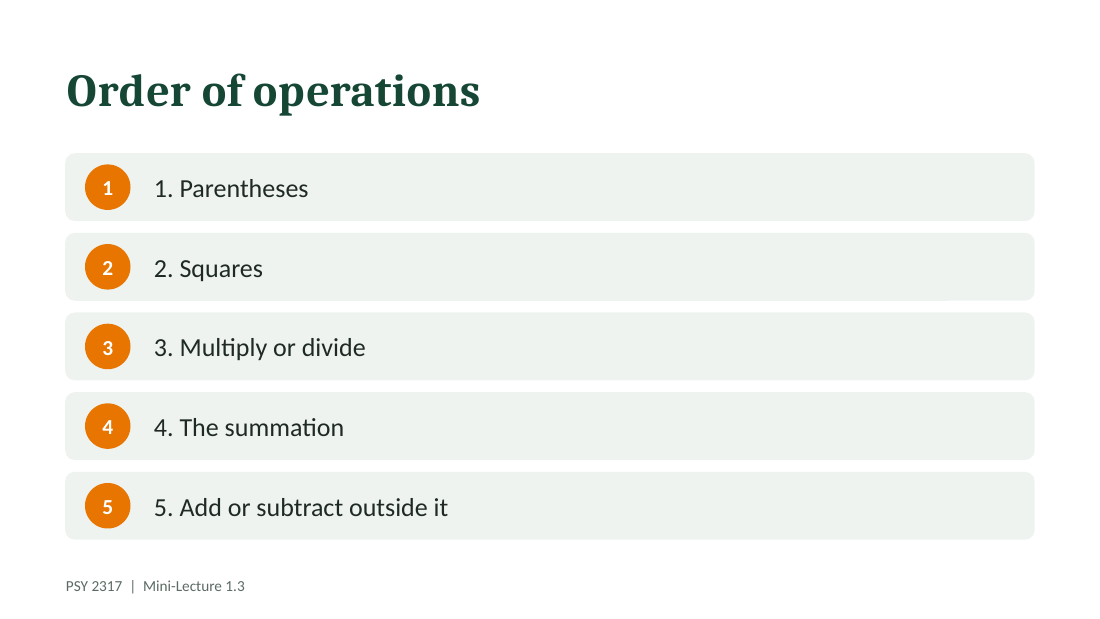 Order of operations
1 1. Parentheses
2 2. Squares
3 3. Multiply or divide
4 4. The summation
5 5. Add or subtract outside it
PSY 2317 | Mini-Lecture 1.3